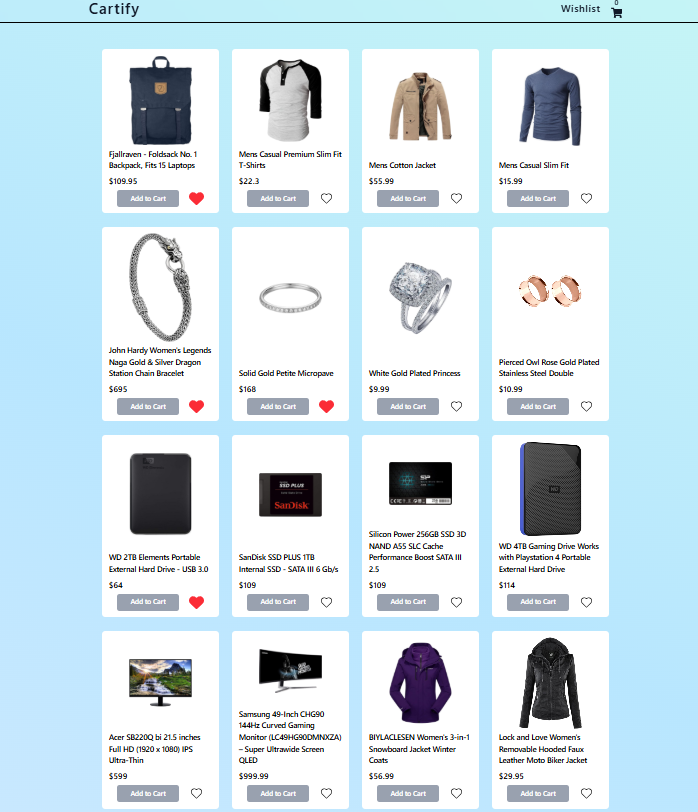 Cartify
Wishlist
0
Fjallraven - Foldsack No. 1
Backpack, Fits 15 Laptops
$109.95
Add to Cart
Mens Casual Premium Slim Fit
T-Shirts
$22.3
Add to Cart
Mens Cotton Jacket
$55.99
Add to Cart
Mens Casual Slim Fit
$15.99
Add to Cart
John Hardy Women's Legends
Naga Gold & Silver Dragon
Station Chain Bracelet
$695
Add to Cart
Solid Gold Petite Micropave
$168
Add to Cart
White Gold Plated Princess
$9.99
Add to Cart
Pierced Owl Rose Gold Plated
Stainless Steel Double
$10.99
Add to Cart
WD 2TB Elements Portable
External Hard Drive - USB 3.0
$64
Add to Cart
SSD PLUS
SanDisk
SanDisk SSD PLUS 1TB
Internal SSD - SATA III 6 Gb/s
$109
Add to Cart
SP
Silicon Power 256GB SSD 3D
NAND A55 SLC Cache
Performance Boost SATA III
2.5
$109
Add to Cart
WD
WD 4TB Gaming Drive Works
with Playstation 4 Portable
External Hard Drive
$114
Add to Cart
Acer SB220Q bi 21.5 inches
Full HD (1920 x 1080) IPS
Ultra-Thin
$599
Add to Cart
Samsung 49-Inch CHG90
144Hz Curved Gaming
Monitor (LC49HG90DMNXZA)
– Super Ultrawide Screen
QLED
$999.99
Add to Cart
BIYLACLESEN Women's 3-in-1
Snowboard Jacket Winter
Coats
$56.99
Add to Cart
Lock and Love Women's
Removable Hooded Faux
Leather Moto Biker Jacket
$29.95
Add to Cart